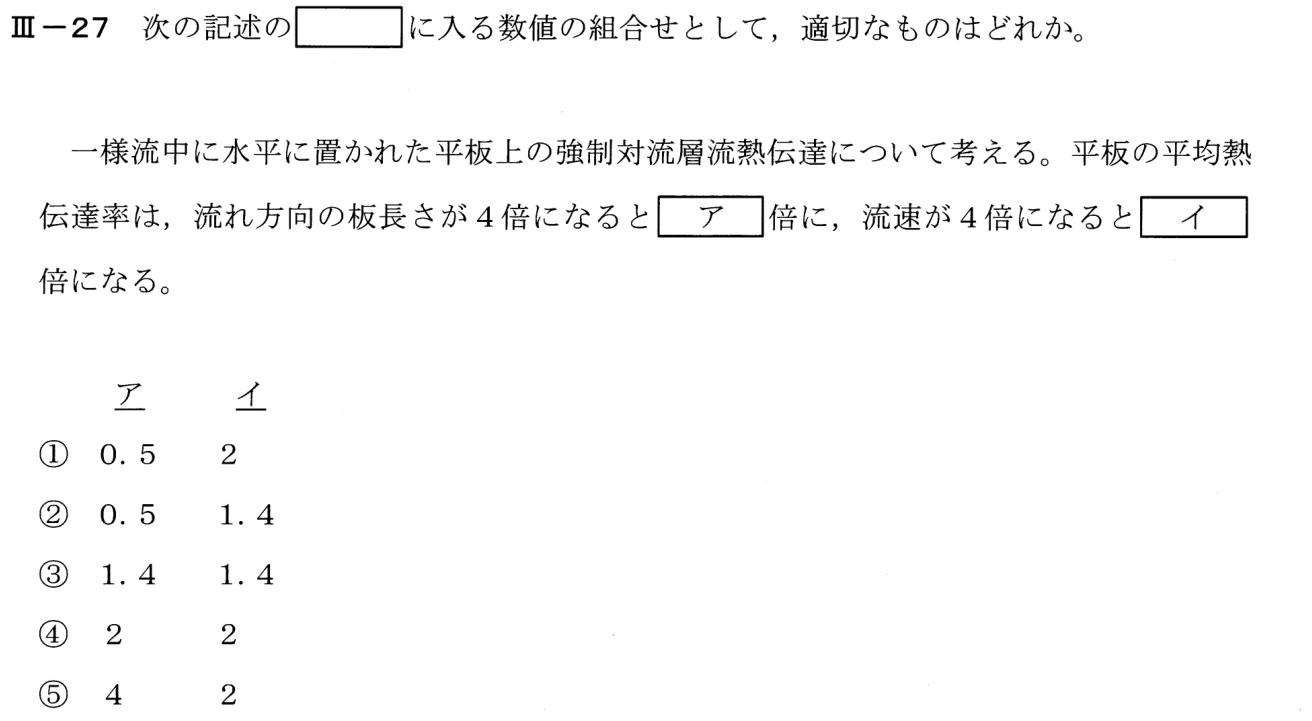 Ⅲ－27　次の記述の　　　に入る数値の組合せとして，適切なものはどれか。
一様流中に水平に置かれた平板上の強制対流層流熱伝達について考える。平板の平均熱
伝達率は，流れ方向の板長さが４倍になると　ア　倍に，流速が４倍になると　イ　
倍になる。
ア　イ
① 0.5　2
② 0.5　1.4
③ 1.4　1.4
④ 2　2
⑤ 4　2